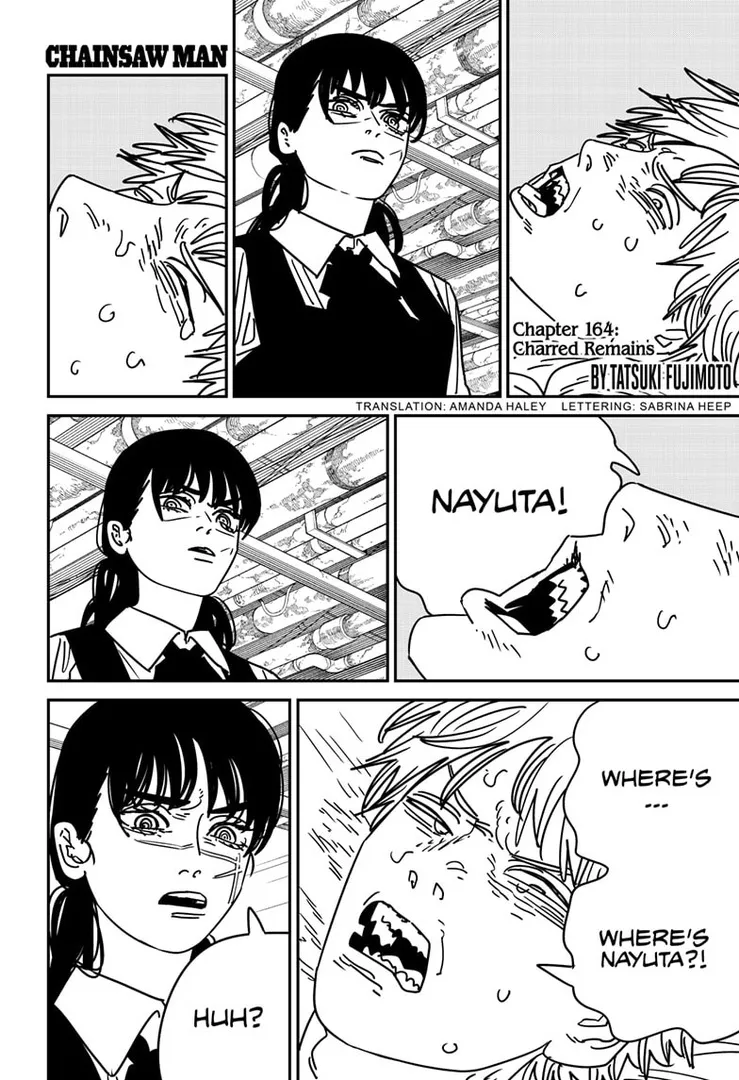 CHAINSAW MAN
Chapter 164:
Charred Remains
BY TATSUKI FUJIMOTO
TRANSLATION: AMANDA HALEY LETTERING: SABRINA HEEP
NAYUTA!
WHERE'S
...
WHERE'S
NAYUTA?!
HUH?